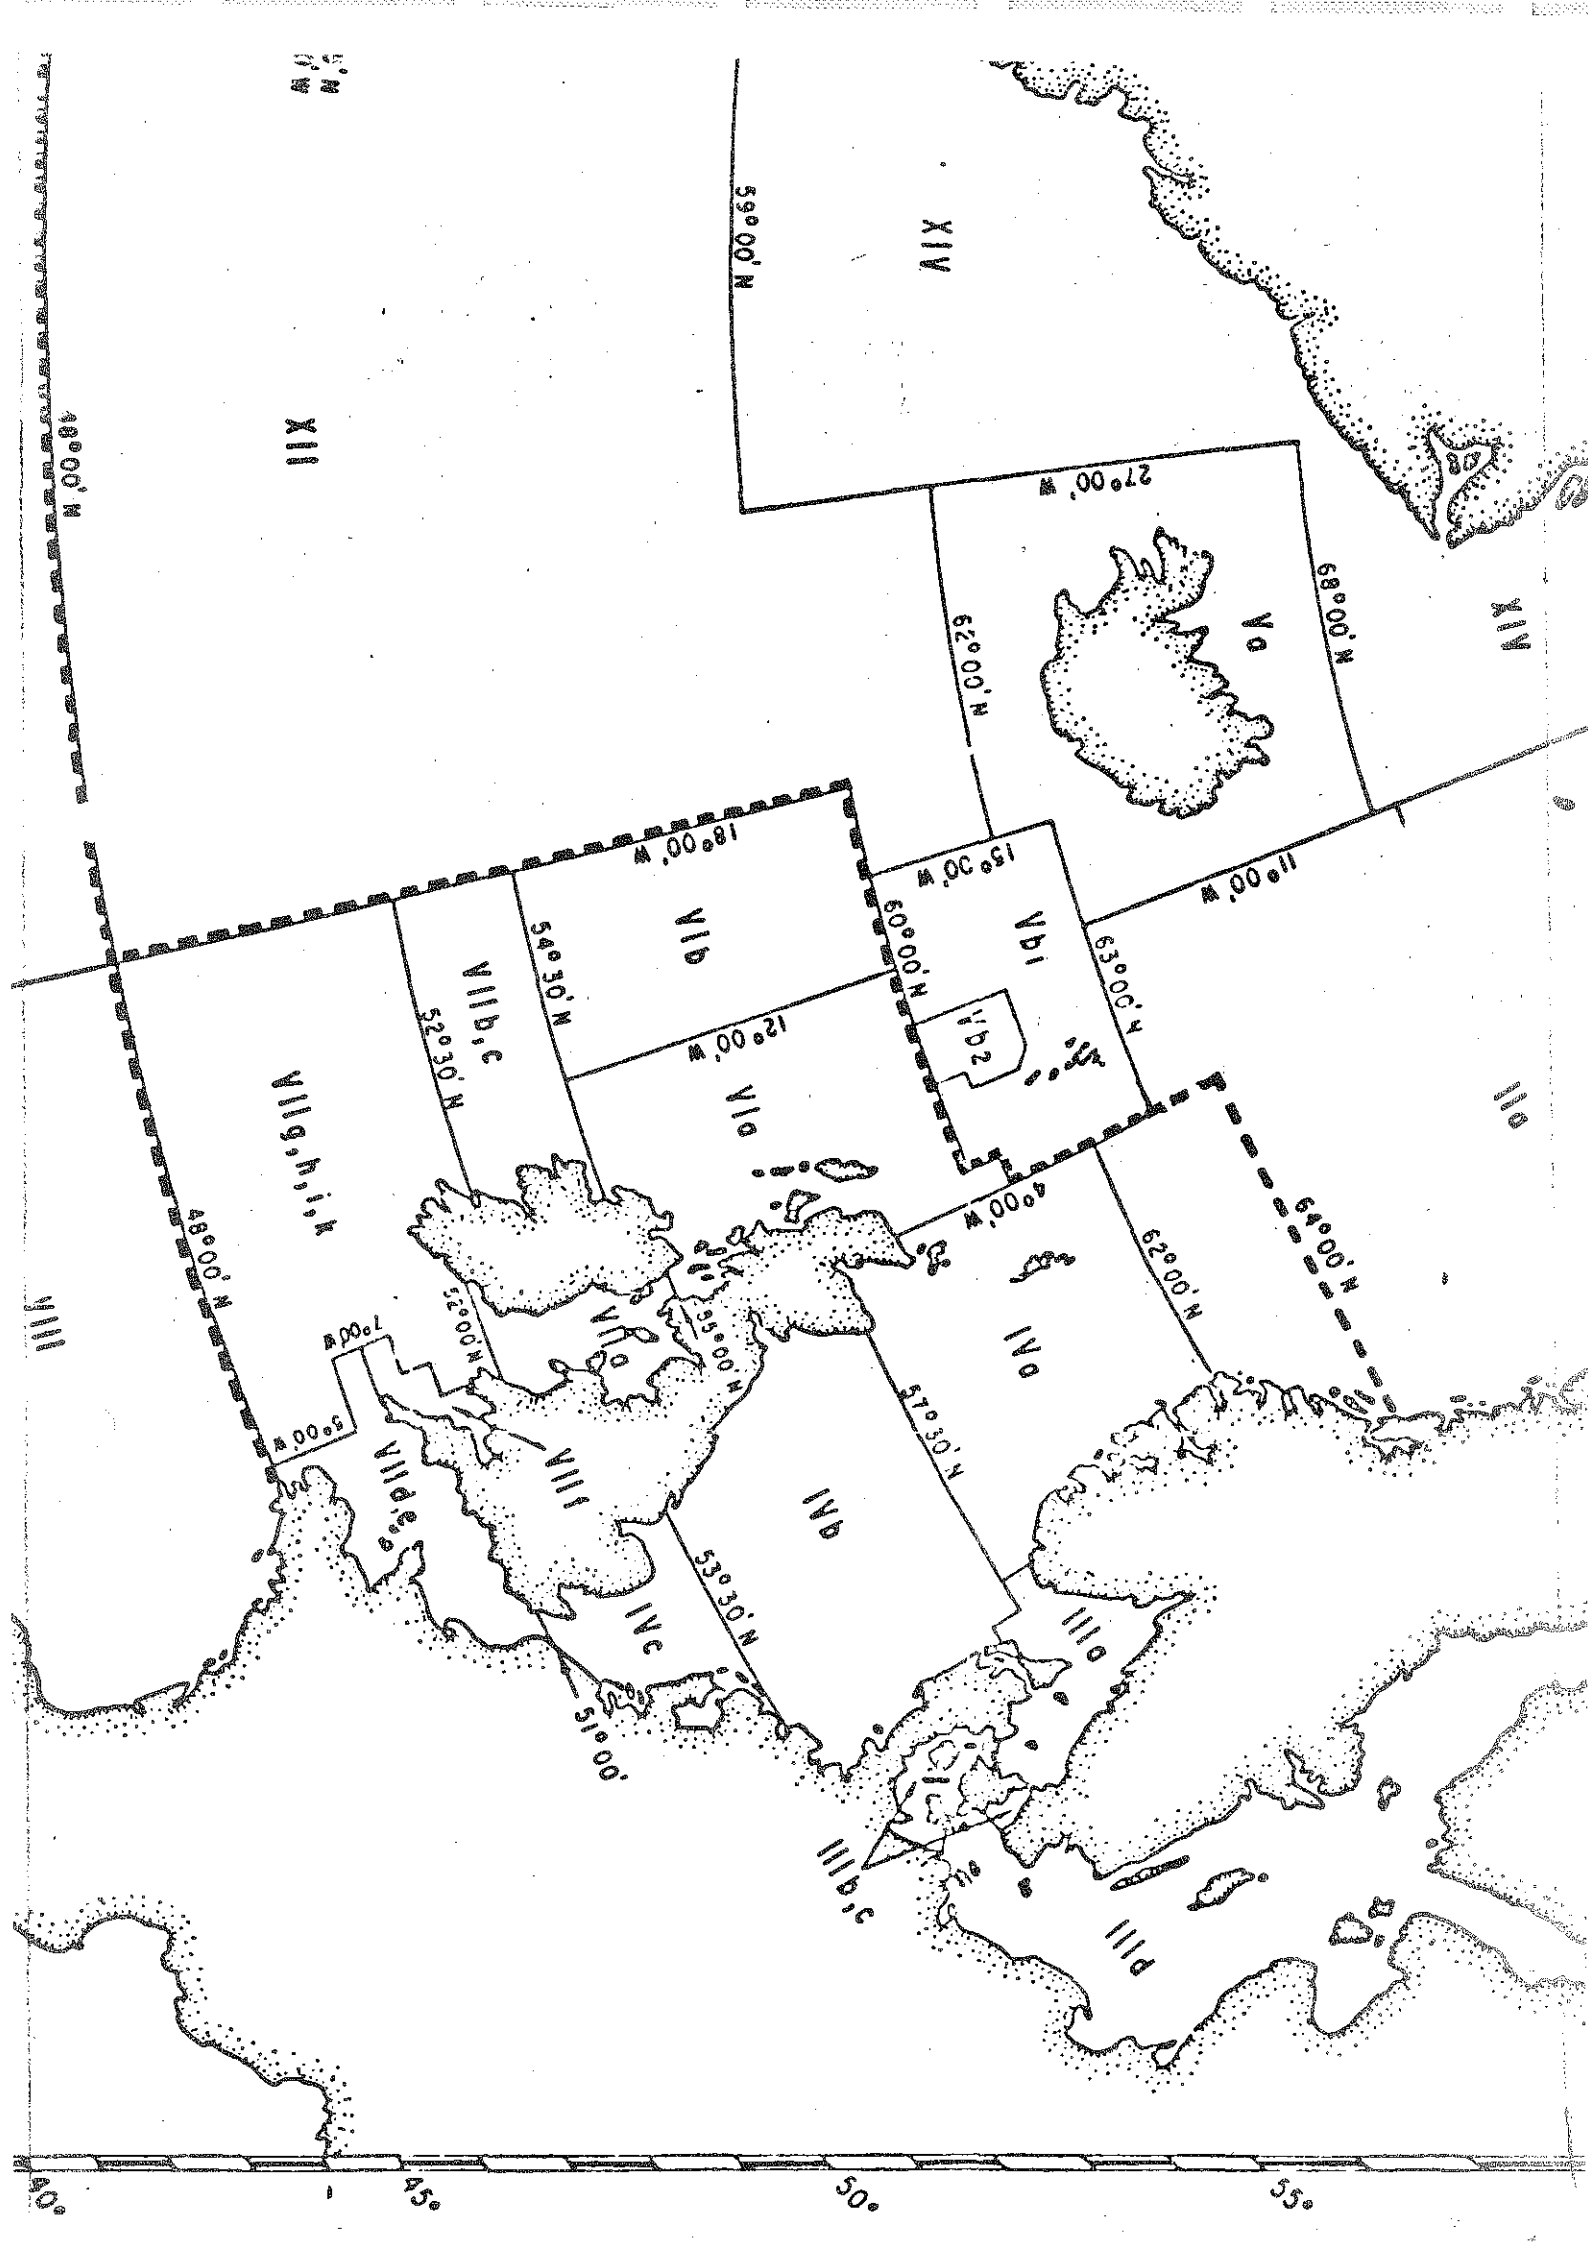 XIV
59°00' N
XII
48°00' N
27°00' W
XIV
68°00' N
Va
62°00' N
18°00' W
15°00' W
11°00' W
VIb
60°00' N
Vb1
63°00' N
54°30' N
VIIb,c
52°30' N
12°00' W
Vb2
IIa
VIIg,h,i,k
VIa
48°00' N
VIII
4°00' W
62°00' N
64°00' N
7°00' W
52°00' N
VIIa
55°00' N
IVa
57°30' N
5°00' W
VIId,e
VIIf
IVb
53°30' N
IVc
IIIa
51°00'
IIIb,c
IIId
40°
45°
50°
55°